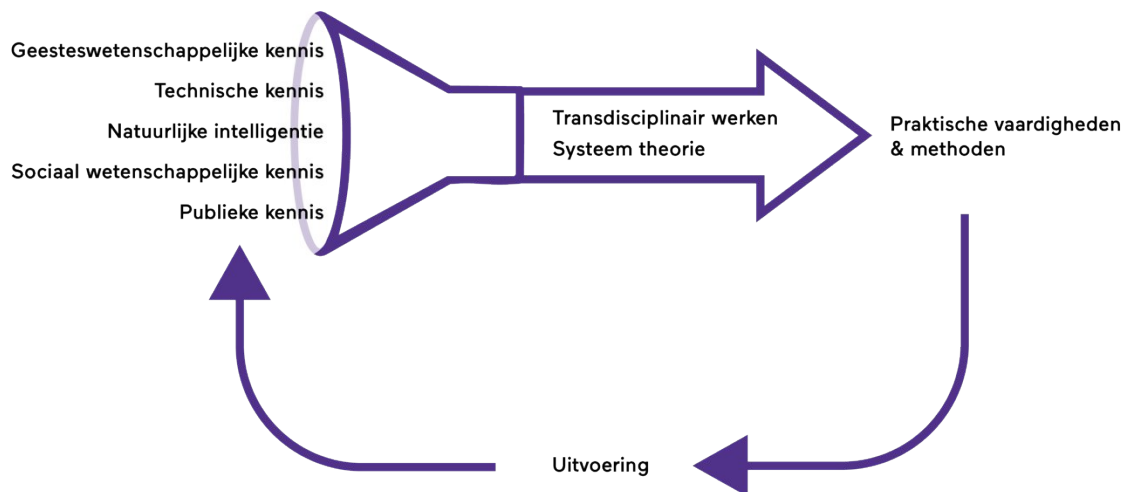 Geesteswetenschappelijke kennis
Technische kennis
Natuurlijke intelligentie
Sociaal wetenschappelijke kennis
Publieke kennis
Transdisciplinair werken
Systeem theorie
Praktische vaardigheden
& methoden
Uitvoering